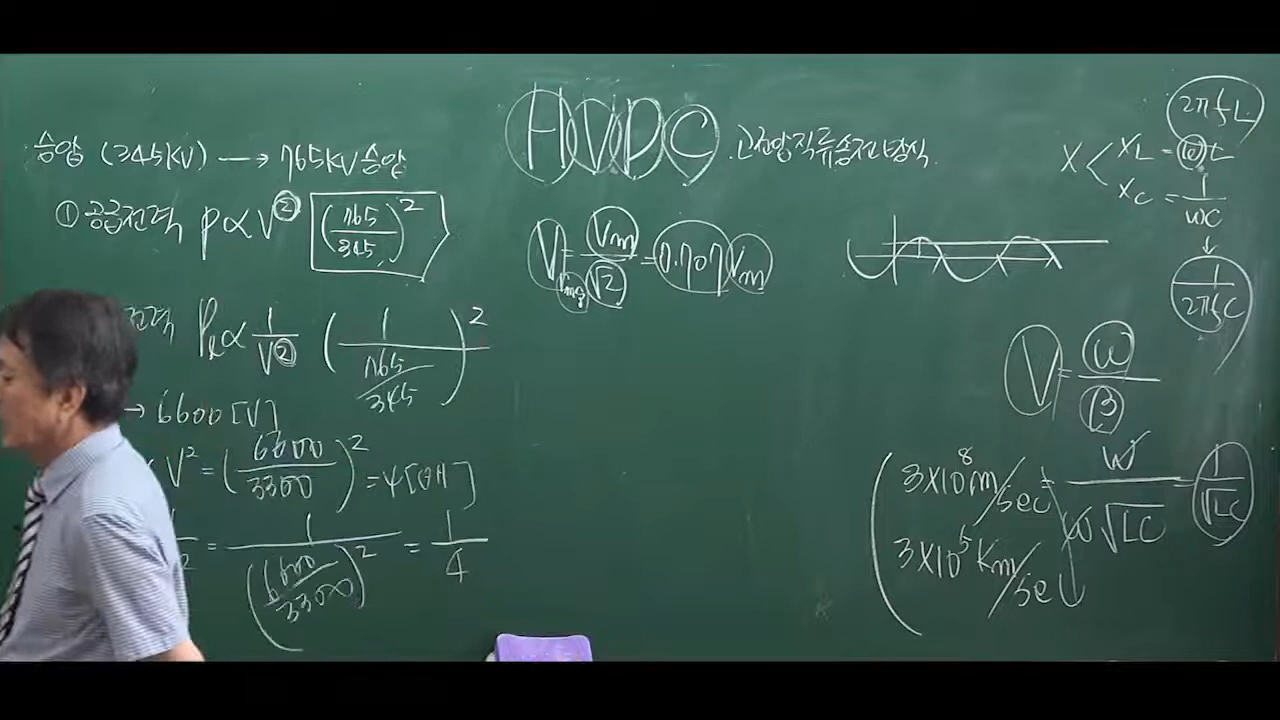 승압 (345KV) → 765KV 승압
① 공급전력 P∝V² (765/345)²
전력 Pℓ∝ 1/V² (1/(765/345))²
→ 6600[V]
V² = (6600/3300)² = 4[배]
= 1/(6600/3300)² = 1/4
HVDC 고전압직류송전방식.
V = Vm/√2 = 0.707 Vm
X < XL = ωL 2πfL
Xc = 1/ωC
↓
1/2πfC
V = ω/β
3×10⁸ m/sec = ω/ω√LC = 1/√LC
3×10⁵ Km/sec